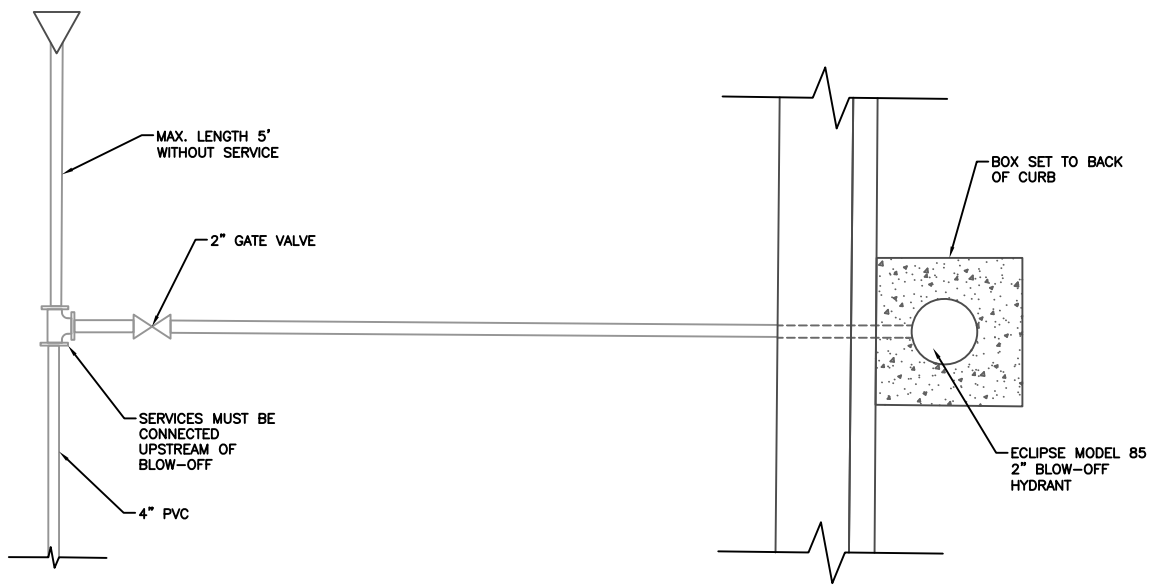 MAX. LENGTH 5'
WITHOUT SERVICE
BOX SET TO BACK
OF CURB
2" GATE VALVE
SERVICES MUST BE
CONNECTED
UPSTREAM OF
BLOW-OFF
ECLIPSE MODEL 85
2" BLOW-OFF
HYDRANT
4" PVC